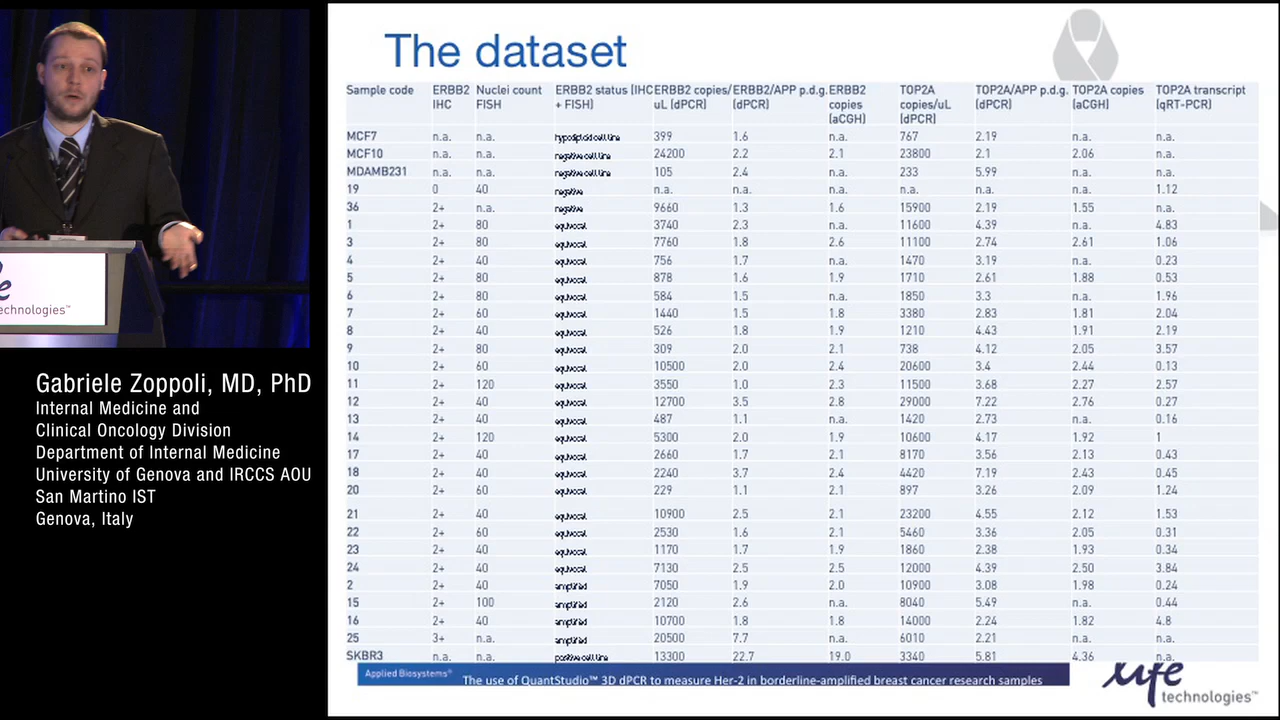 The dataset
Sample code ERBB2 IHC Nuclei count FISH ERBB2 status (IHC + FISH) ERBB2 copies/uL (dPCR) ERBB2/APP p.d.g. (dPCR) ERBB2 copies (aCGH) TOP2A copies/uL (dPCR) TOP2A/APP p.d.g. (dPCR) TOP2A copies (aCGH) TOP2A transcript (qRT-PCR)
MCF7 n.a. n.a. hypodiploid cell line 399 1.6 n.a. 767 2.19 n.a. n.a.
MCF10 n.a. n.a. negative cell line 24200 2.2 2.1 23800 2.1 2.06 n.a.
MDAMB231 n.a. n.a. negative cell line 105 2.4 n.a. 233 5.99 n.a. n.a.
19 0 40 negative n.a. n.a. n.a. n.a. n.a. n.a. 1.12
36 2+ n.a. negative 9660 1.3 1.6 15900 2.19 1.55 n.a.
1 2+ 80 equivocal 3740 2.3 n.a. 11600 4.39 n.a. 4.83
3 2+ 80 equivocal 7760 1.8 2.6 11100 2.74 2.61 1.06
4 2+ 40 equivocal 756 1.7 n.a. 1470 3.19 n.a. 0.23
5 2+ 80 equivocal 878 1.6 1.9 1710 2.61 1.88 0.53
6 2+ 80 equivocal 584 1.5 n.a. 1850 3.3 n.a. 1.96
7 2+ 60 equivocal 1440 1.5 1.8 3380 2.83 1.81 2.04
8 2+ 40 equivocal 526 1.8 1.9 1210 4.43 1.91 2.19
9 2+ 80 equivocal 309 2.0 2.1 738 4.12 2.05 3.57
10 2+ 60 equivocal 10500 2.0 2.4 20600 3.4 2.44 0.13
11 2+ 120 equivocal 3550 1.0 2.3 11500 3.68 2.27 2.57
12 2+ 40 equivocal 12700 3.5 2.8 29000 7.22 2.76 0.27
13 2+ 40 equivocal 487 1.1 n.a. 1420 2.73 n.a. 0.16
14 2+ 120 equivocal 5300 2.0 1.9 10600 4.17 1.92 1
17 2+ 40 equivocal 2660 1.7 2.1 8170 3.56 2.13 0.43
18 2+ 40 equivocal 2240 3.7 2.4 4420 7.19 2.43 0.45
20 2+ 60 equivocal 229 1.1 2.1 897 3.26 2.09 1.24
21 2+ 40 equivocal 10900 2.5 2.1 23200 4.55 2.12 1.53
22 2+ 60 equivocal 2530 1.6 2.1 5460 3.36 2.05 0.31
23 2+ 40 equivocal 1170 1.7 1.9 1860 2.38 1.93 0.34
24 2+ 40 equivocal 7130 2.5 2.5 12000 4.39 2.50 3.84
2 2+ 40 amplified 7050 1.9 2.0 10900 3.08 1.98 0.24
15 2+ 100 amplified 2120 2.6 n.a. 8040 5.49 n.a. 0.44
16 2+ 40 amplified 10700 1.8 1.8 14000 2.24 1.82 4.8
25 3+ n.a. amplified 20500 7.7 n.a. 6010 2.21 n.a. n.a.
SKBR3 n.a. n.a. positive cell line 13300 22.7 19.0 3340 5.81 4.36 n.a.
Applied Biosystems® The use of QuantStudio™ 3D dPCR to measure Her-2 in borderline-amplified breast cancer research samples
life
technologies™
technologies™
Gabriele Zoppoli, MD, PhD
Internal Medicine and
Clinical Oncology Division
Department of Internal Medicine
University of Genova and IRCCS AOU
San Martino IST
Genova, Italy